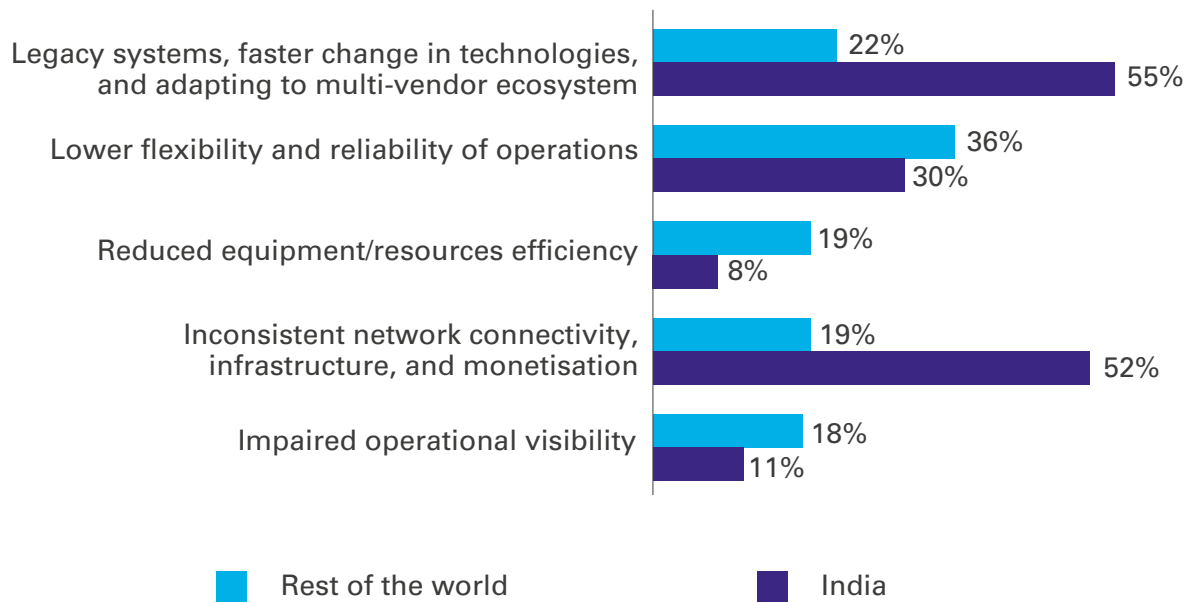 22%
Legacy systems, faster change in technologies,
and adapting to multi-vendor ecosystem
55%
36%
Lower flexibility and reliability of operations
30%
19%
Reduced equipment/resources efficiency
8%
19%
Inconsistent network connectivity,
infrastructure, and monetisation
52%
18%
Impaired operational visibility
11%
Rest of the world
India